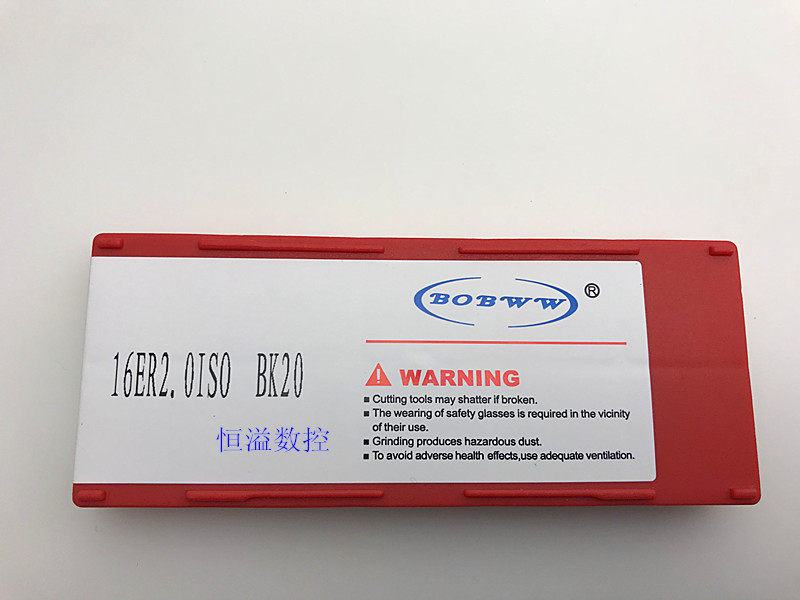 BOBWW®
16ER2.0ISO BK20
恒溢数控
WARNING
▪ Cutting tools may shatter if broken.
▪ The wearing of safety glasses is required in the vicinity
of their use.
▪ Grinding produces hazardous dust.
▪ To avoid adverse health effects,use adequate ventilation.